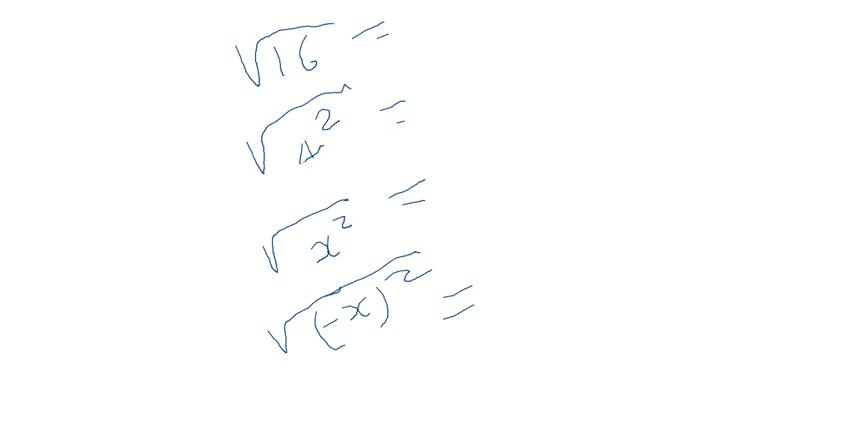 √16 =
√4² =
√x² =
√(-x)² =